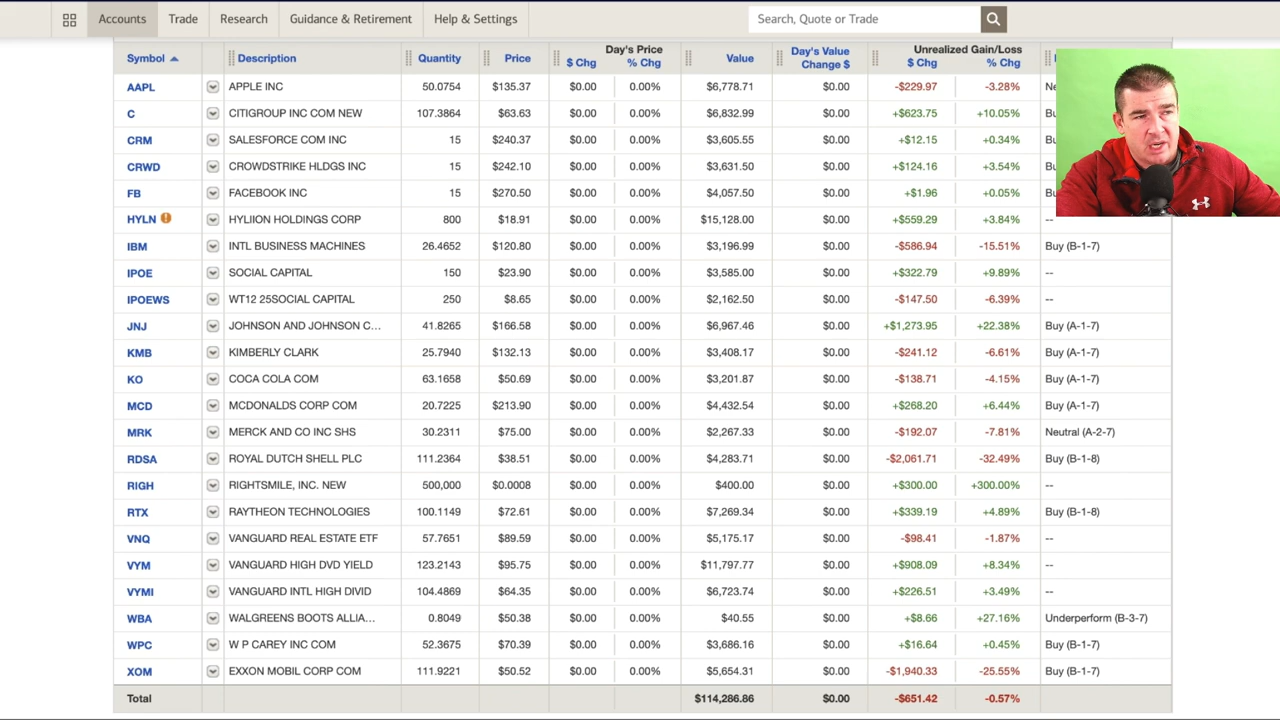 Accounts Trade Research Guidance & Retirement Help & Settings Search, Quote or Trade
Day's Price Day's Value Unrealized Gain/Loss
Symbol Description Quantity Price $ Chg % Chg Value Change $ $ Chg % Chg
AAPL APPLE INC 50.0754 $135.37 $0.00 0.00% $6,778.71 $0.00 -$229.97 -3.28%
C CITIGROUP INC COM NEW 107.3864 $63.63 $0.00 0.00% $6,832.99 $0.00 +$623.75 +10.05%
CRM SALESFORCE COM INC 15 $240.37 $0.00 0.00% $3,605.55 $0.00 +$12.15 +0.34%
CRWD CROWDSTRIKE HLDGS INC 15 $242.10 $0.00 0.00% $3,631.50 $0.00 +$124.16 +3.54%
FB FACEBOOK INC 15 $270.50 $0.00 0.00% $4,057.50 $0.00 +$1.96 +0.05%
HYLN HYLIION HOLDINGS CORP 800 $18.91 $0.00 0.00% $15,128.00 $0.00 +$559.29 +3.84% --
IBM INTL BUSINESS MACHINES 26.4652 $120.80 $0.00 0.00% $3,196.99 $0.00 -$586.94 -15.51% Buy (B-1-7)
IPOE SOCIAL CAPITAL 150 $23.90 $0.00 0.00% $3,585.00 $0.00 +$322.79 +9.89% --
IPOEWS WT12 25SOCIAL CAPITAL 250 $8.65 $0.00 0.00% $2,162.50 $0.00 -$147.50 -6.39% --
JNJ JOHNSON AND JOHNSON C... 41.8265 $166.58 $0.00 0.00% $6,967.46 $0.00 +$1,273.95 +22.38% Buy (A-1-7)
KMB KIMBERLY CLARK 25.7940 $132.13 $0.00 0.00% $3,408.17 $0.00 -$241.12 -6.61% Buy (A-1-7)
KO COCA COLA COM 63.1658 $50.69 $0.00 0.00% $3,201.87 $0.00 -$138.71 -4.15% Buy (A-1-7)
MCD MCDONALDS CORP COM 20.7225 $213.90 $0.00 0.00% $4,432.54 $0.00 +$268.20 +6.44% Buy (A-1-7)
MRK MERCK AND CO INC SHS 30.2311 $75.00 $0.00 0.00% $2,267.33 $0.00 -$192.07 -7.81% Neutral (A-2-7)
RDSA ROYAL DUTCH SHELL PLC 111.2364 $38.51 $0.00 0.00% $4,283.71 $0.00 -$2,061.71 -32.49% Buy (B-1-8)
RIGH RIGHTSMILE, INC. NEW 500,000 $0.0008 $0.00 0.00% $400.00 $0.00 +$300.00 +300.00% --
RTX RAYTHEON TECHNOLOGIES 100.1149 $72.61 $0.00 0.00% $7,269.34 $0.00 +$339.19 +4.89% Buy (B-1-8)
VNQ VANGUARD REAL ESTATE ETF 57.7651 $89.59 $0.00 0.00% $5,175.17 $0.00 -$98.41 -1.87% --
VYM VANGUARD HIGH DVD YIELD 123.2143 $95.75 $0.00 0.00% $11,797.77 $0.00 +$908.09 +8.34% --
VYMI VANGUARD INTL HIGH DIVID 104.4869 $64.35 $0.00 0.00% $6,723.74 $0.00 +$226.51 +3.49% --
WBA WALGREENS BOOTS ALLIA... 0.8049 $50.38 $0.00 0.00% $40.55 $0.00 +$8.66 +27.16% Underperform (B-3-7)
WPC W P CAREY INC COM 52.3675 $70.39 $0.00 0.00% $3,686.16 $0.00 +$16.64 +0.45% Buy (B-1-7)
XOM EXXON MOBIL CORP COM 111.9221 $50.52 $0.00 0.00% $5,654.31 $0.00 -$1,940.33 -25.55% Buy (B-1-7)
Total $114,286.86 $0.00 -$651.42 -0.57%